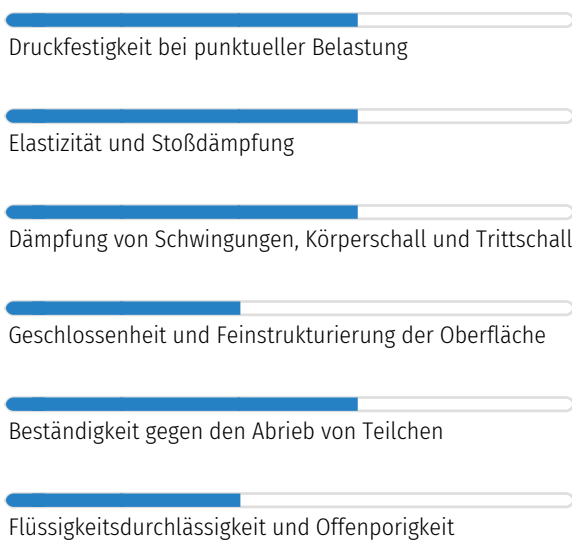 Druckfestigkeit bei punktueller Belastung
Elastizität und Stoßdämpfung
Dämpfung von Schwingungen, Körperschall und Trittschall
Geschlossenheit und Feinstrukturierung der Oberfläche
Beständigkeit gegen den Abrieb von Teilchen
Flüssigkeitsdurchlässigkeit und Offenporigkeit